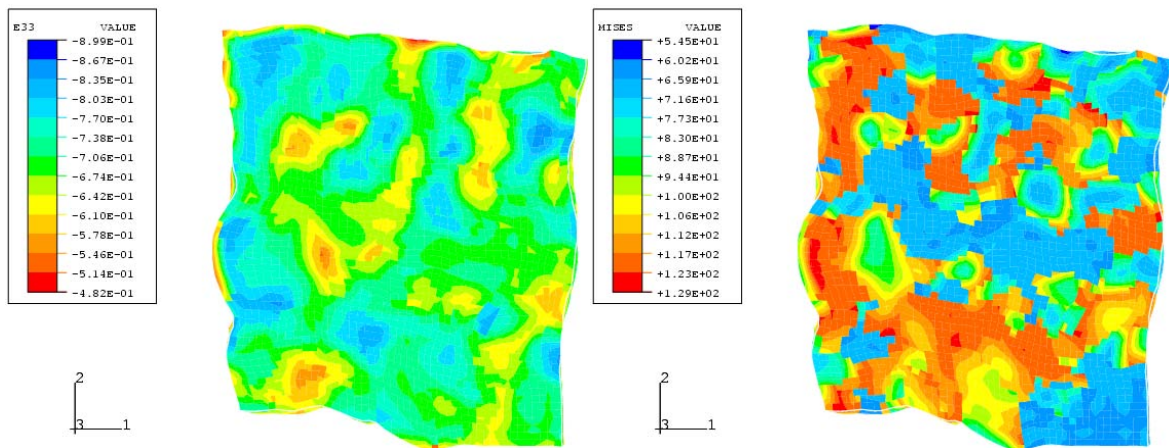 E33 VALUE
-8.99E-01
-8.67E-01
-8.35E-01
-8.03E-01
-7.70E-01
-7.38E-01
-7.06E-01
-6.74E-01
-6.42E-01
-6.10E-01
-5.78E-01
-5.46E-01
-5.14E-01
-4.82E-01
2
3 1
MISES VALUE
+5.45E+01
+6.02E+01
+6.59E+01
+7.16E+01
+7.73E+01
+8.30E+01
+8.87E+01
+9.44E+01
+1.00E+02
+1.06E+02
+1.12E+02
+1.17E+02
+1.23E+02
+1.29E+02
2
3 1